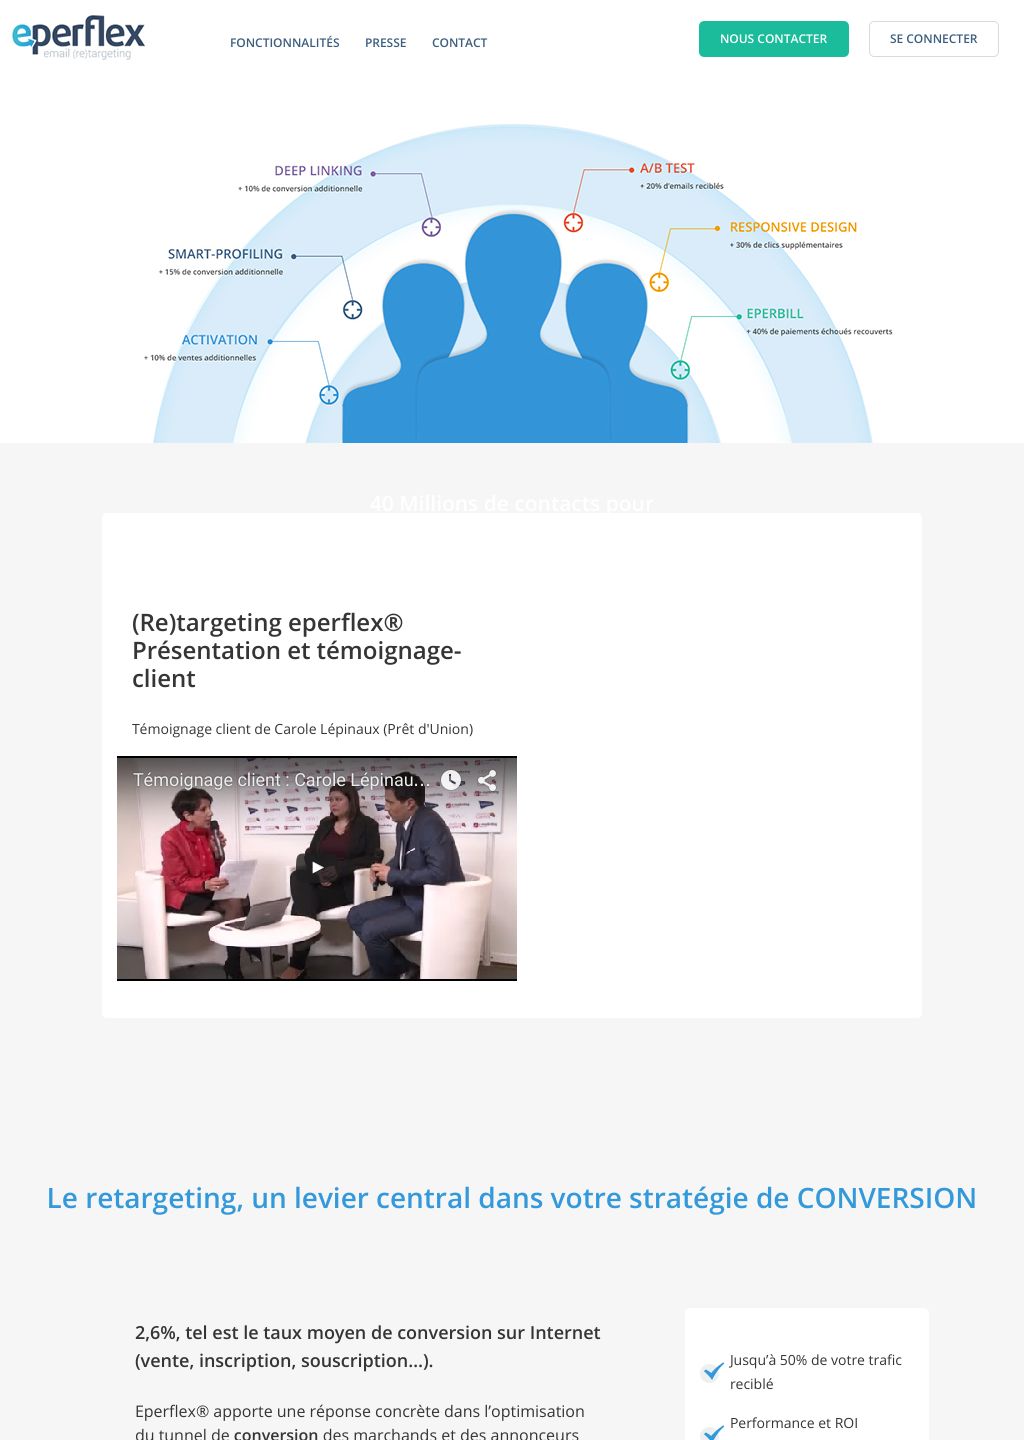 eperflex
email (re)targeting
FONCTIONNALITÉS
PRESSE
CONTACT
NOUS CONTACTER
SE CONNECTER
DEEP LINKING
+ 10% de conversion additionnelle
A/B TEST
+ 20% d'emails reciblés
SMART-PROFILING
+ 15% de conversion additionnelle
RESPONSIVE DESIGN
+ 30% de clics supplémentaires
ACTIVATION
+ 10% de ventes additionnelles
EPERBILL
+ 40% de paiements échoués recouverts
40 Millions de contacts pour
(Re)targeting eperflex®
Présentation et témoignage-
client
Témoignage client de Carole Lépinaux (Prêt d'Union)
Témoignage client : Carole Lépinau...
Le retargeting, un levier central dans votre stratégie de CONVERSION
2,6%, tel est le taux moyen de conversion sur Internet
(vente, inscription, souscription...).
Eperflex® apporte une réponse concrète dans l’optimisation
du tunnel de conversion des marchands et des annonceurs
Jusqu’à 50% de votre trafic
reciblé
Performance et ROI